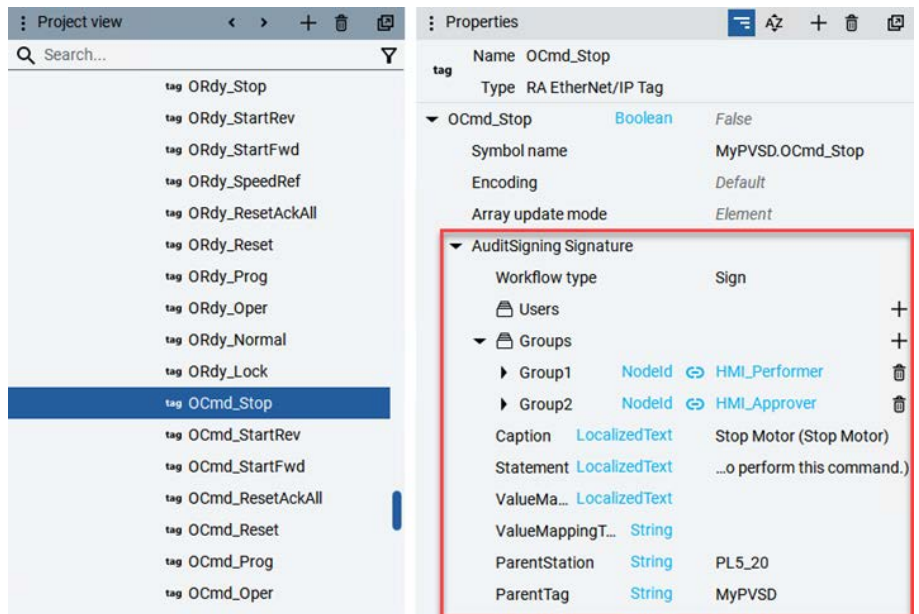 Project view
Search...
tag ORdy_Stop
tag ORdy_StartRev
tag ORdy_StartFwd
tag ORdy_SpeedRef
tag ORdy_ResetAckAll
tag ORdy_Reset
tag ORdy_Prog
tag ORdy_Oper
tag ORdy_Normal
tag ORdy_Lock
tag OCmd_Stop
tag OCmd_StartRev
tag OCmd_StartFwd
tag OCmd_ResetAckAll
tag OCmd_Reset
tag OCmd_Prog
tag OCmd_Oper
Properties AZ
tag
Name OCmd_Stop
Type RA EtherNet/IP Tag
OCmd_Stop Boolean False
Symbol name MyPVSD.OCmd_Stop
Encoding Default
Array update mode Element
AuditSigning Signature
Workflow type Sign
Users
Groups
Group1 NodeId HMI_Performer
Group2 NodeId HMI_Approver
Caption LocalizedText Stop Motor (Stop Motor)
Statement LocalizedText ...o perform this command.)
ValueMa... LocalizedText
ValueMappingT... String
ParentStation String PL5_20
ParentTag String MyPVSD